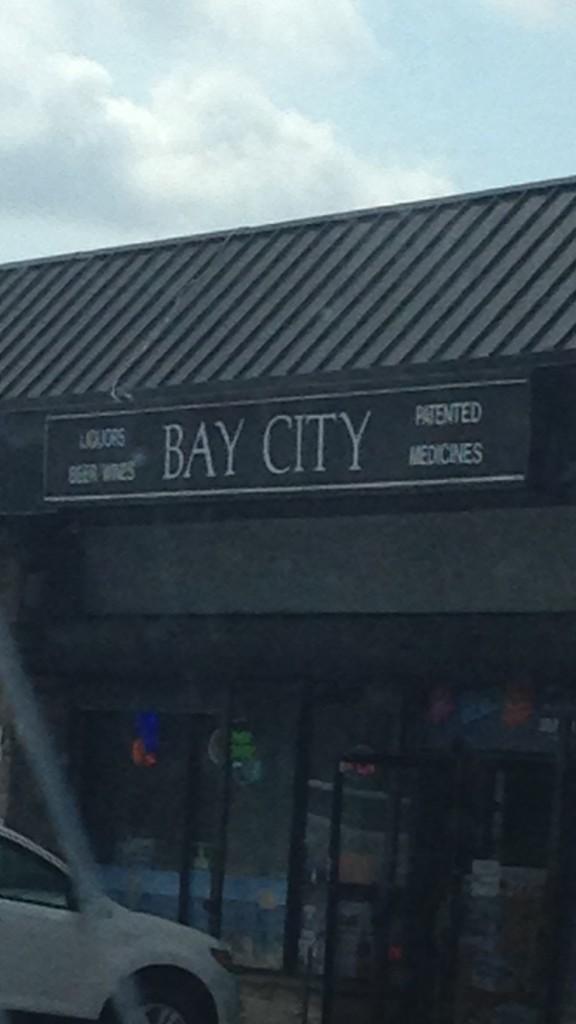 LIQUORS
BEER WINES
BAY CITY
PATENTED
MEDICINES